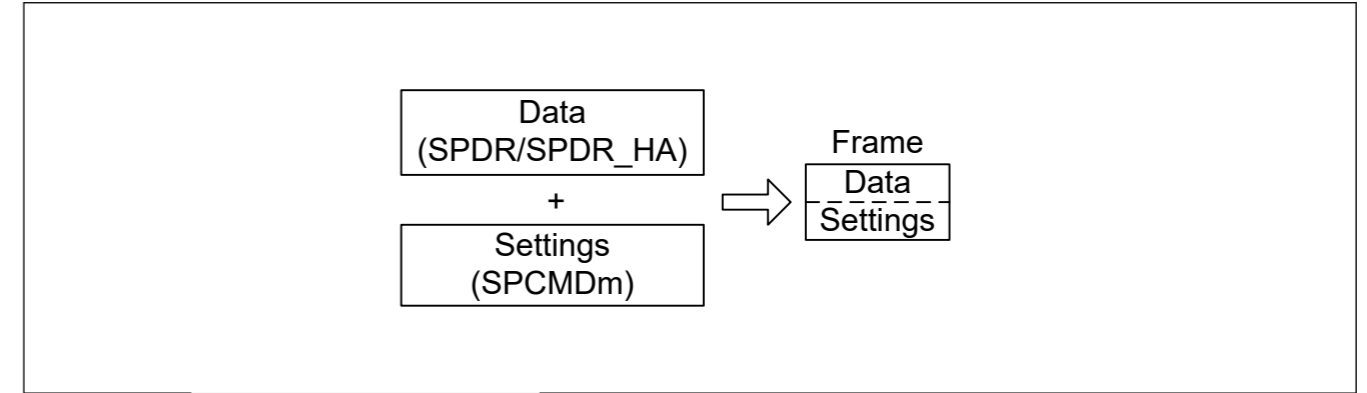 Data
(SPDR/SPDR_HA)
+
Settings
(SPCMDm)
Frame
Data
Settings